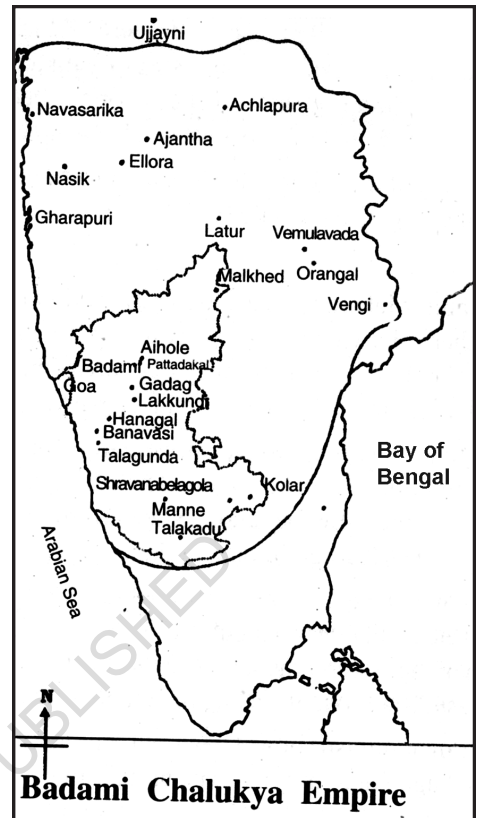 Ujjayni
Navasarika
Achlapura
Ajantha
Ellora
Nasik
Gharapuri
Latur
Vemulavada
Orangal
Malkhed
Vengi
Aihole
Badami
Pattadakal
Goa
Gadag
Lakkundi
Hanagal
Banavasi
Talagunda
Bay of
Bengal
Shravanabelagola
Kolar
Manne
Talakadu
Arabian Sea
UBLISHED
N
Badami Chalukya Empire